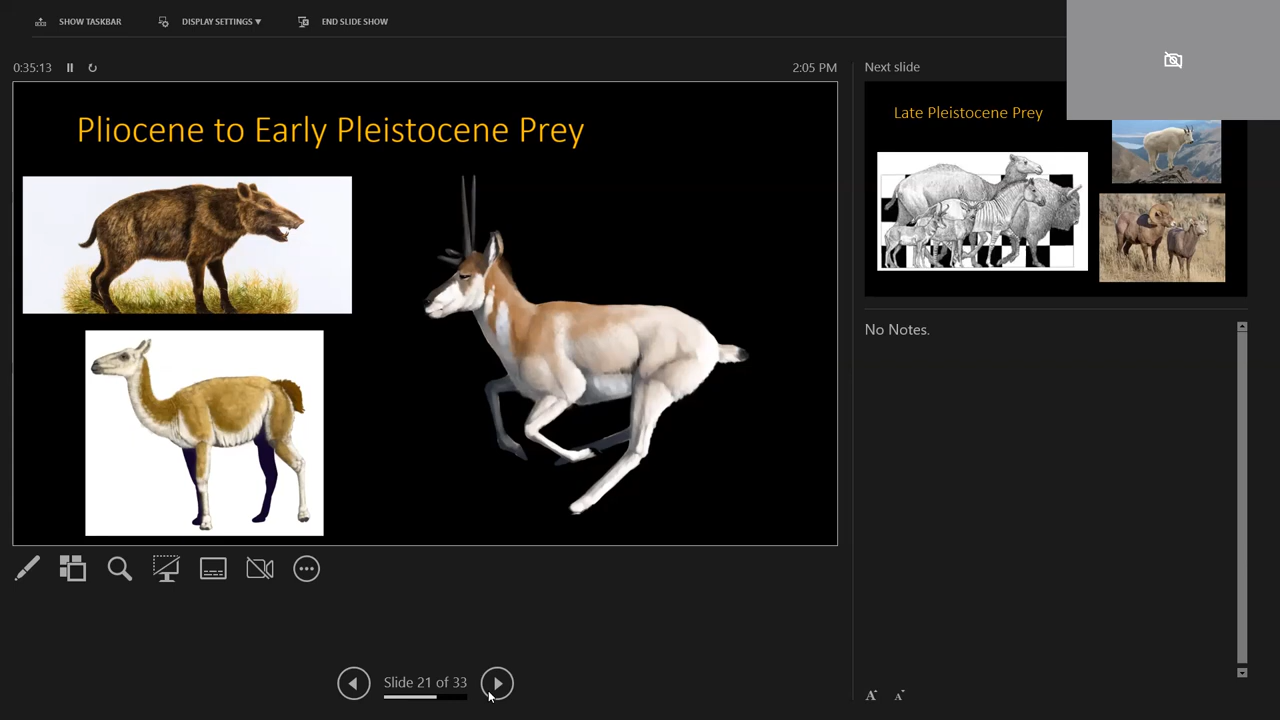 SHOW TASKBAR
DISPLAY SETTINGS ▼
END SLIDE SHOW
0:35:13
2:05 PM
Pliocene to Early Pleistocene Prey
Slide 21 of 33
Next slide
Late Pleistocene Prey
No Notes.
A
A